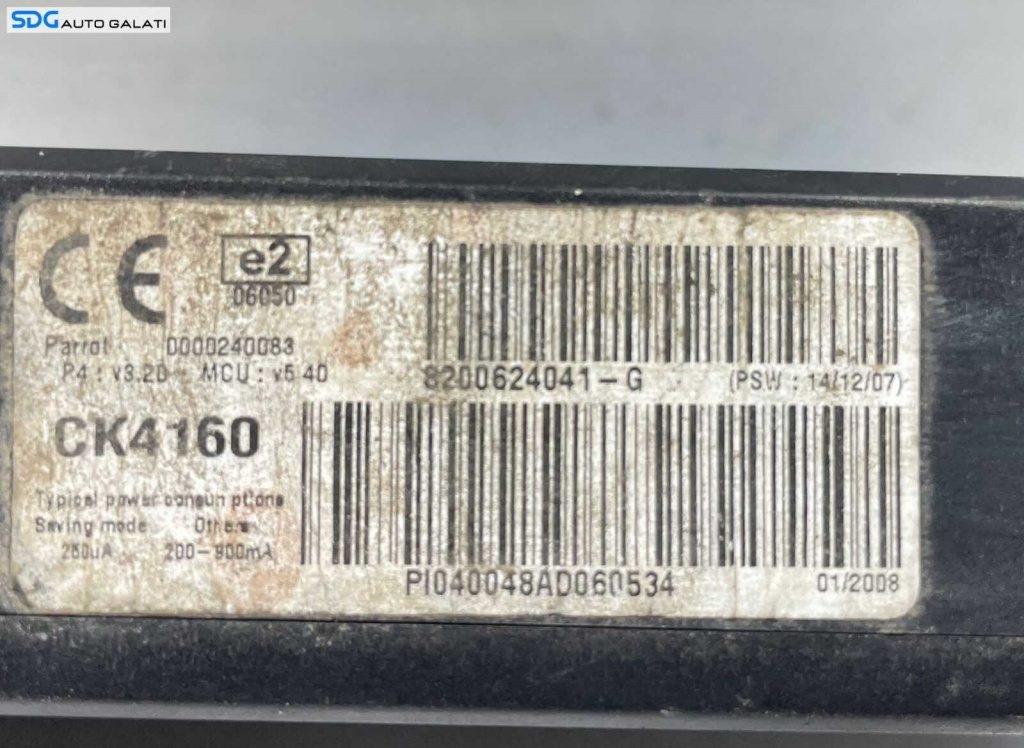 SDG AUTO GALATI
CE
e2
06050
Parrot 0000240083
P4 : v3.20 MCU : v5.40
8200624041-G (PSW : 14/12/07)
CK4160
Typical power consumptions
Saving mode Others
200-900mA
PI040048AD060534 01/2008